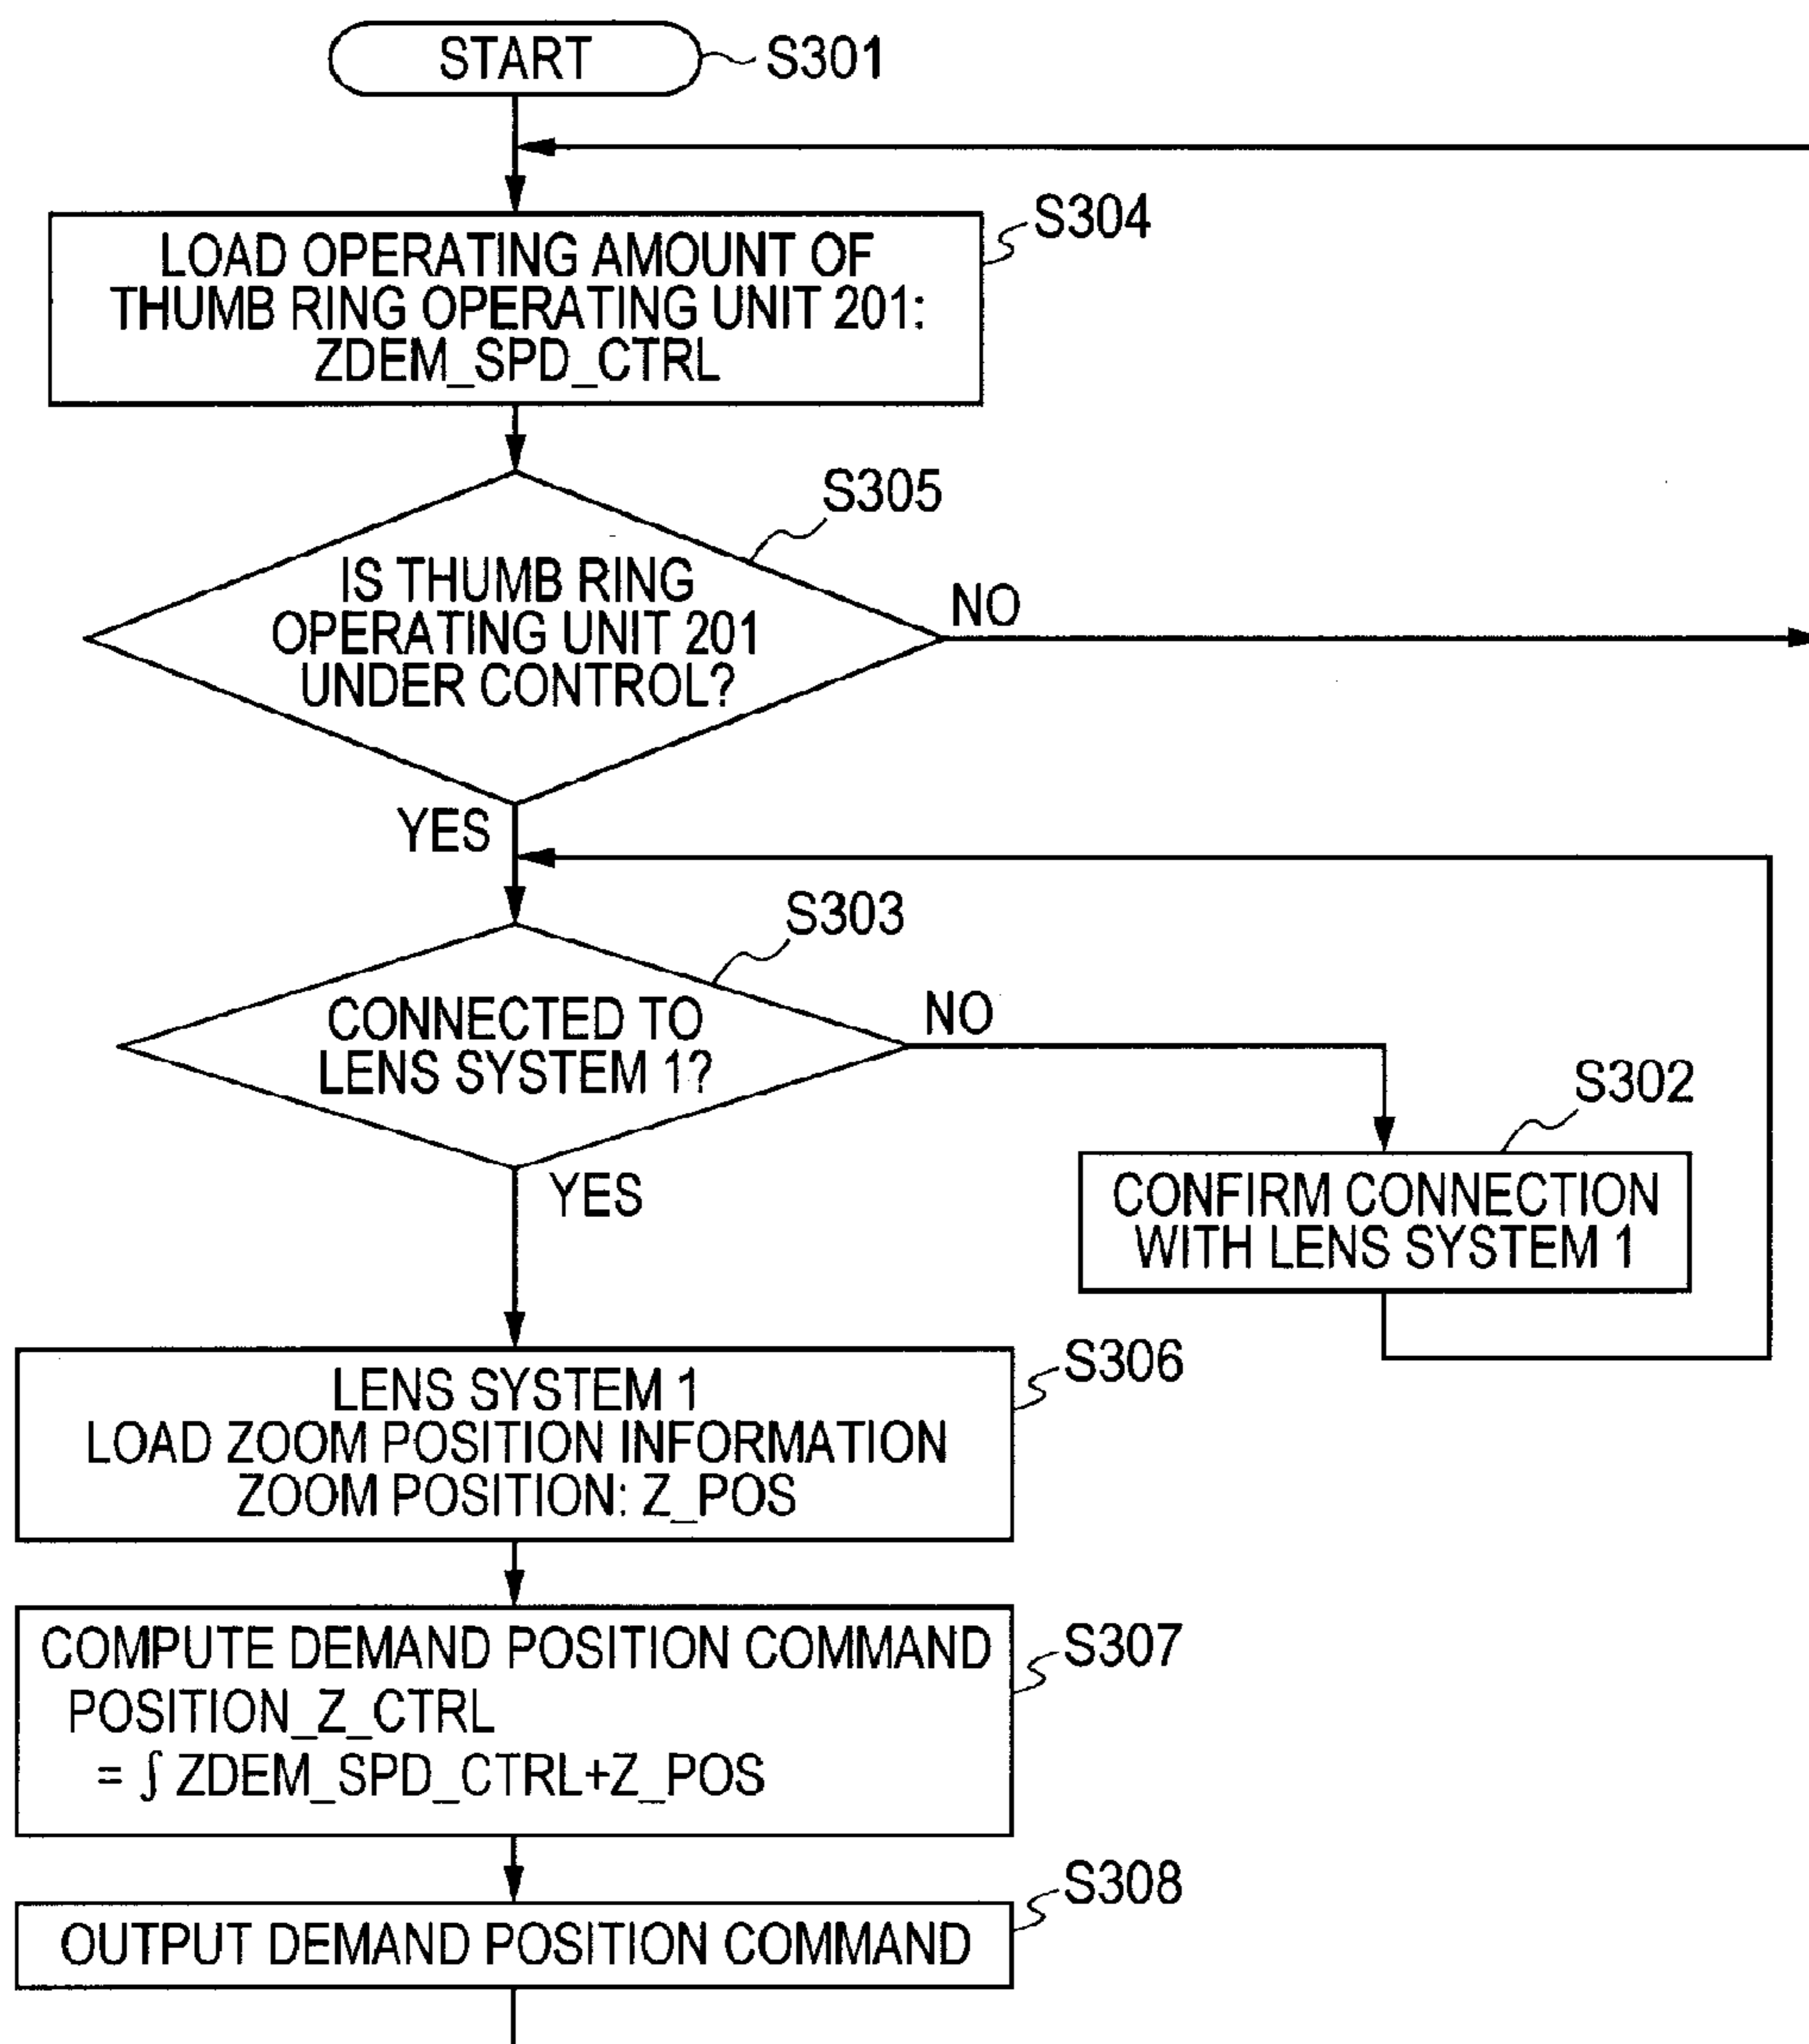 START
S301
S304
LOAD OPERATING AMOUNT OF
THUMB RING OPERATING UNIT 201:
ZDEM_SPD_CTRL
S305
IS THUMB RING
OPERATING UNIT 201
UNDER CONTROL?
NO
YES
S303
CONNECTED TO
LENS SYSTEM 1?
NO
YES
S302
CONFIRM CONNECTION
WITH LENS SYSTEM 1
S306
LENS SYSTEM 1
LOAD ZOOM POSITION INFORMATION
ZOOM POSITION: Z_POS
S307
COMPUTE DEMAND POSITION COMMAND
POSITION_Z_CTRL
= ∫ ZDEM_SPD_CTRL+Z_POS
S308
OUTPUT DEMAND POSITION COMMAND